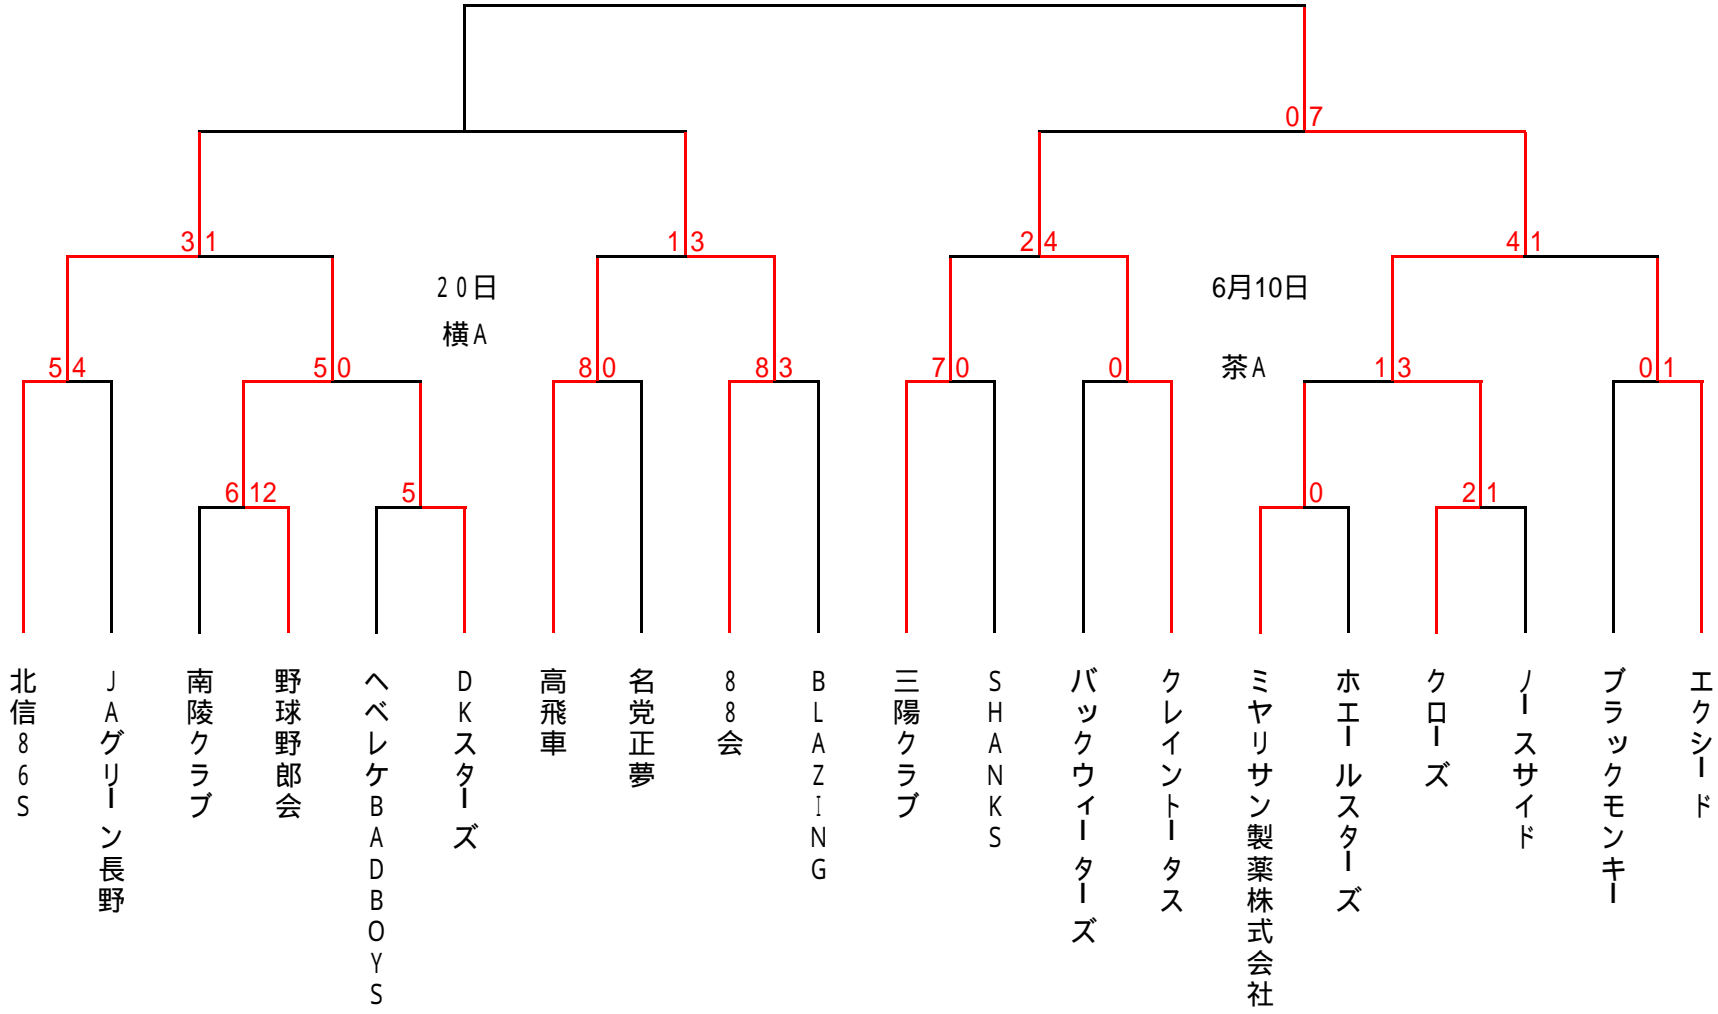 0 7
3 1
1 3
2 4
4 1
20日
横A
6月10日
茶A
5 4
5 0
8 0
8 3
7 0
0
1 3
0 1
6 12
5
0
2 1
北信86S
JAグリーン長野
南陵クラブ
野球野郎会
ヘベレケBADBOYS
DKスターズ
高飛車
名党正夢
88会
BLAZING
三陽クラブ
SHANKS
バックウィーターズ
クレイントータス
ミヤリサン製薬株式会社
ホエールスターズ
クローズ
ノースサイド
ブラックモンキー
エクシード